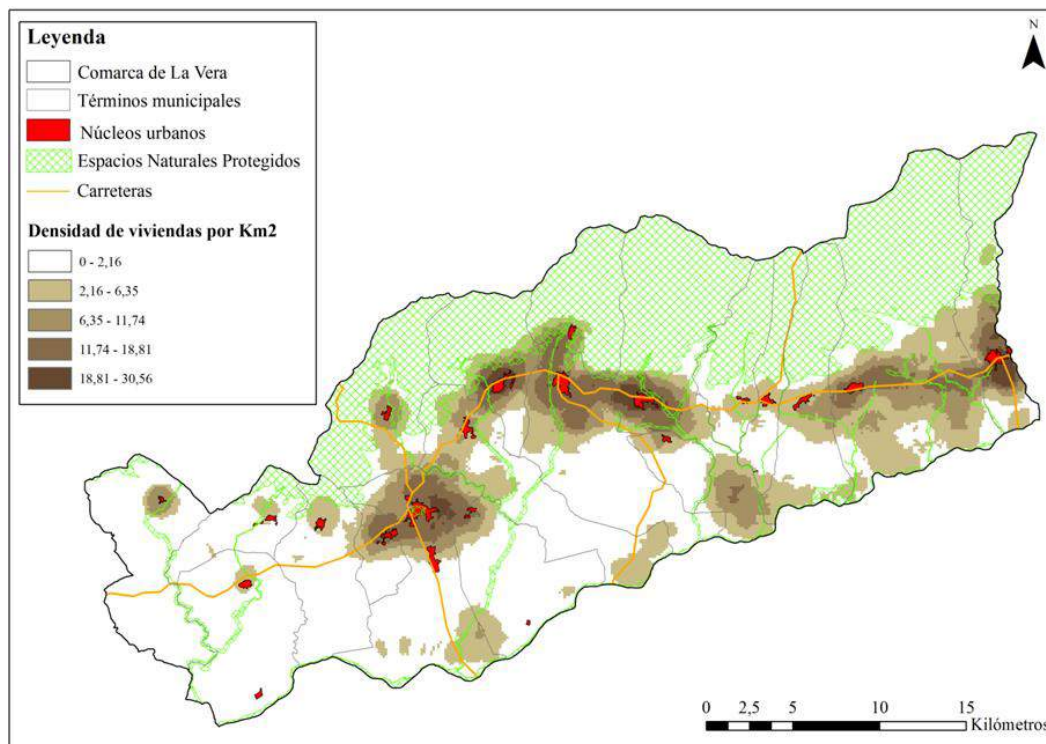 Leyenda
Comarca de La Vera
Términos municipales
Núcleos urbanos
Espacios Naturales Protegidos
Carreteras
Densidad de viviendas por Km2
0 - 2,16
2,16 - 6,35
6,35 - 11,74
11,74 - 18,81
18,81 - 30,56
N
0 2,5 5 10 15
Kilómetros